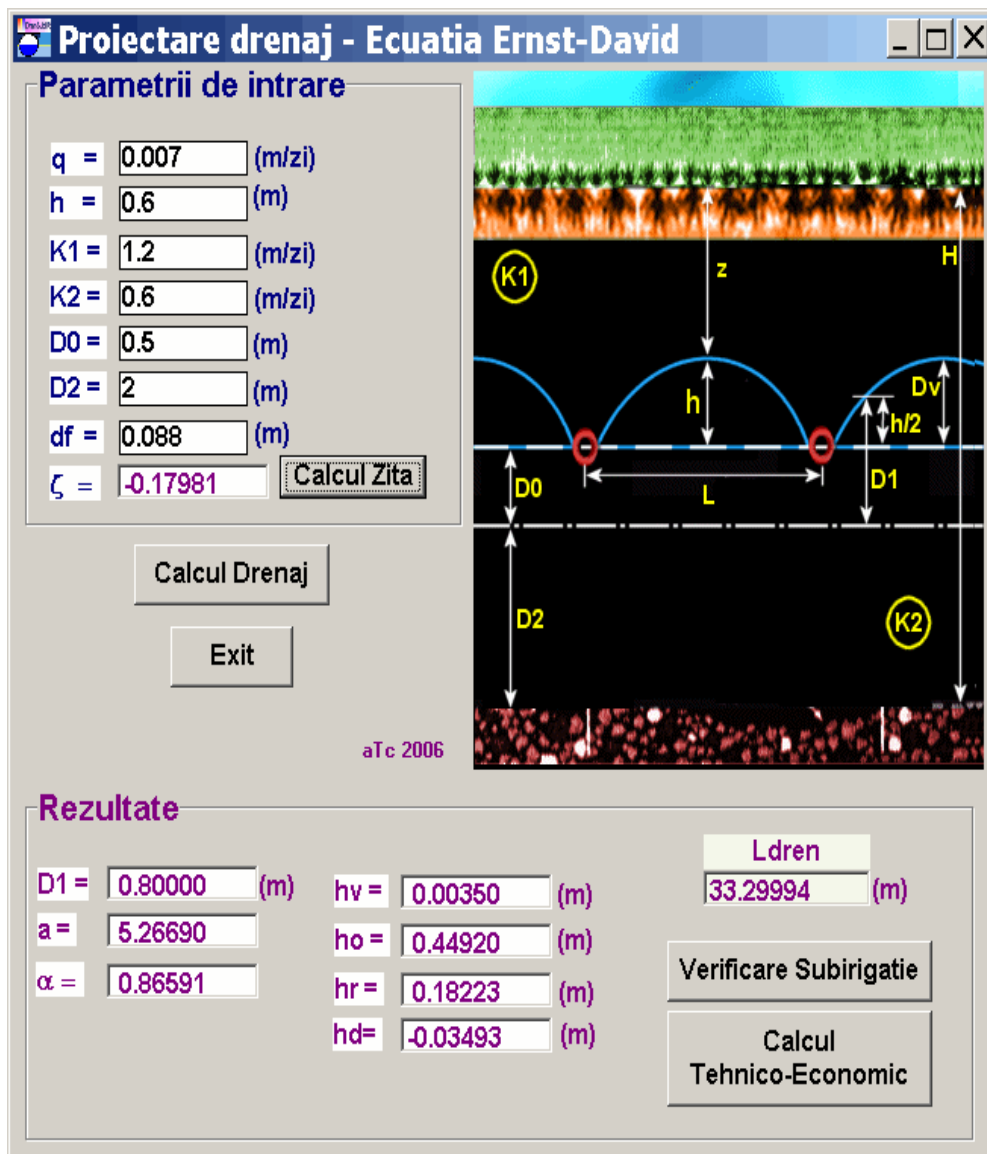 Proiectare drenaj - Ecuatia Ernst-David
Parametrii de intrare
q = 0.007 (m/zi)
h = 0.6 (m)
K1 = 1.2 (m/zi)
K2 = 0.6 (m/zi)
D0 = 0.5 (m)
D2 = 2 (m)
df = 0.088 (m)
ζ = -0.17981 Calcul Zita
Calcul Drenaj
Exit
aTc 2006
K1
z
H
h
Dv
h/2
D0
L
D1
D2
K2
Rezultate
D1 = 0.80000 (m)
a = 5.26690
α = 0.86591
hv = 0.00350 (m)
ho = 0.44920 (m)
hr = 0.18223 (m)
hd= -0.03493 (m)
Ldren
33.29994 (m)
Verificare Subirigatie
Calcul
Tehnico-Economic